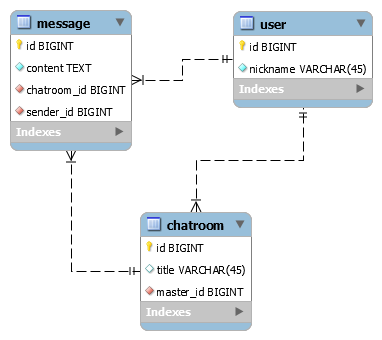 message
id BIGINT
content TEXT
chatroom_id BIGINT
sender_id BIGINT
Indexes
user
id BIGINT
nickname VARCHAR(45)
Indexes
chatroom
id BIGINT
title VARCHAR(45)
master_id BIGINT
Indexes